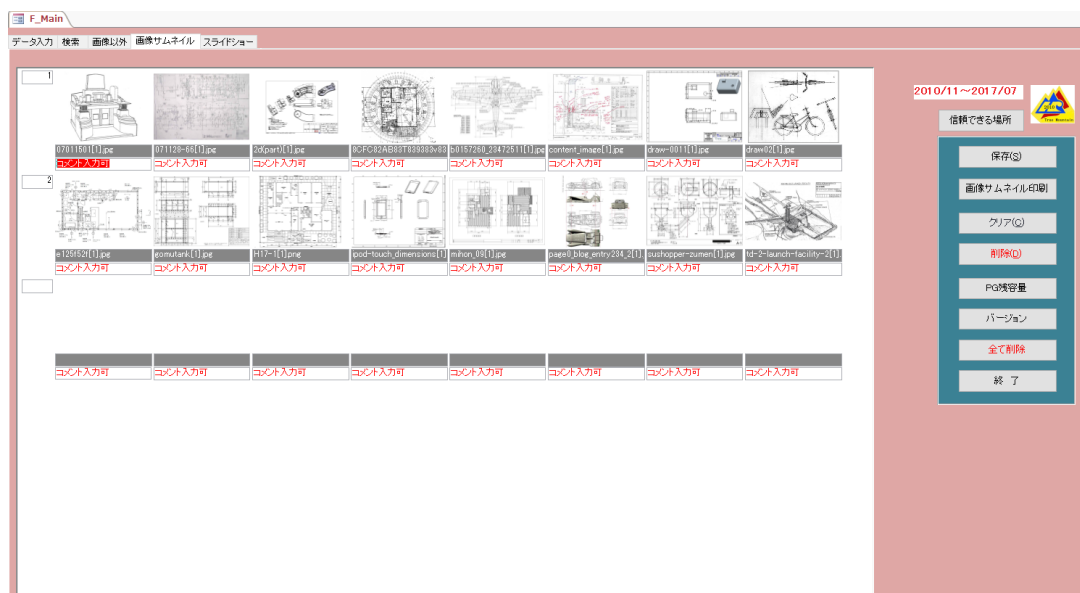 F_Main
データ入力 検索 画像以外 画像サムネイル スライドショー
2010/11～2017/07
信頼できる場所
保存(S)
画像サムネイル印刷
クリア(C)
削除(D)
PG残容量
バージョン
全て削除
終 了
1
07011501[1].jpg 071128-66[1].jpg 2d(part)[1].jpg b0157260_23472511[1].jpg content_image[1].jpg draw-0011[1].jpg draw02[1].jpg
コメント入力可 コメント入力可 コメント入力可 コメント入力可 コメント入力可 コメント入力可 コメント入力可 コメント入力可
2
e125f52f[1].jpg gomutank[1].jpg H17-1[1].png ipod-touch_dimensions[1] mihon_09[1].jpg page0_blog_entry234_2[1]. sushopper-zumen[1].jpg td-2-launch-facility-2[1].
コメント入力可 コメント入力可 コメント入力可 コメント入力可 コメント入力可 コメント入力可 コメント入力可 コメント入力可
コメント入力可 コメント入力可 コメント入力可 コメント入力可 コメント入力可 コメント入力可 コメント入力可 コメント入力可